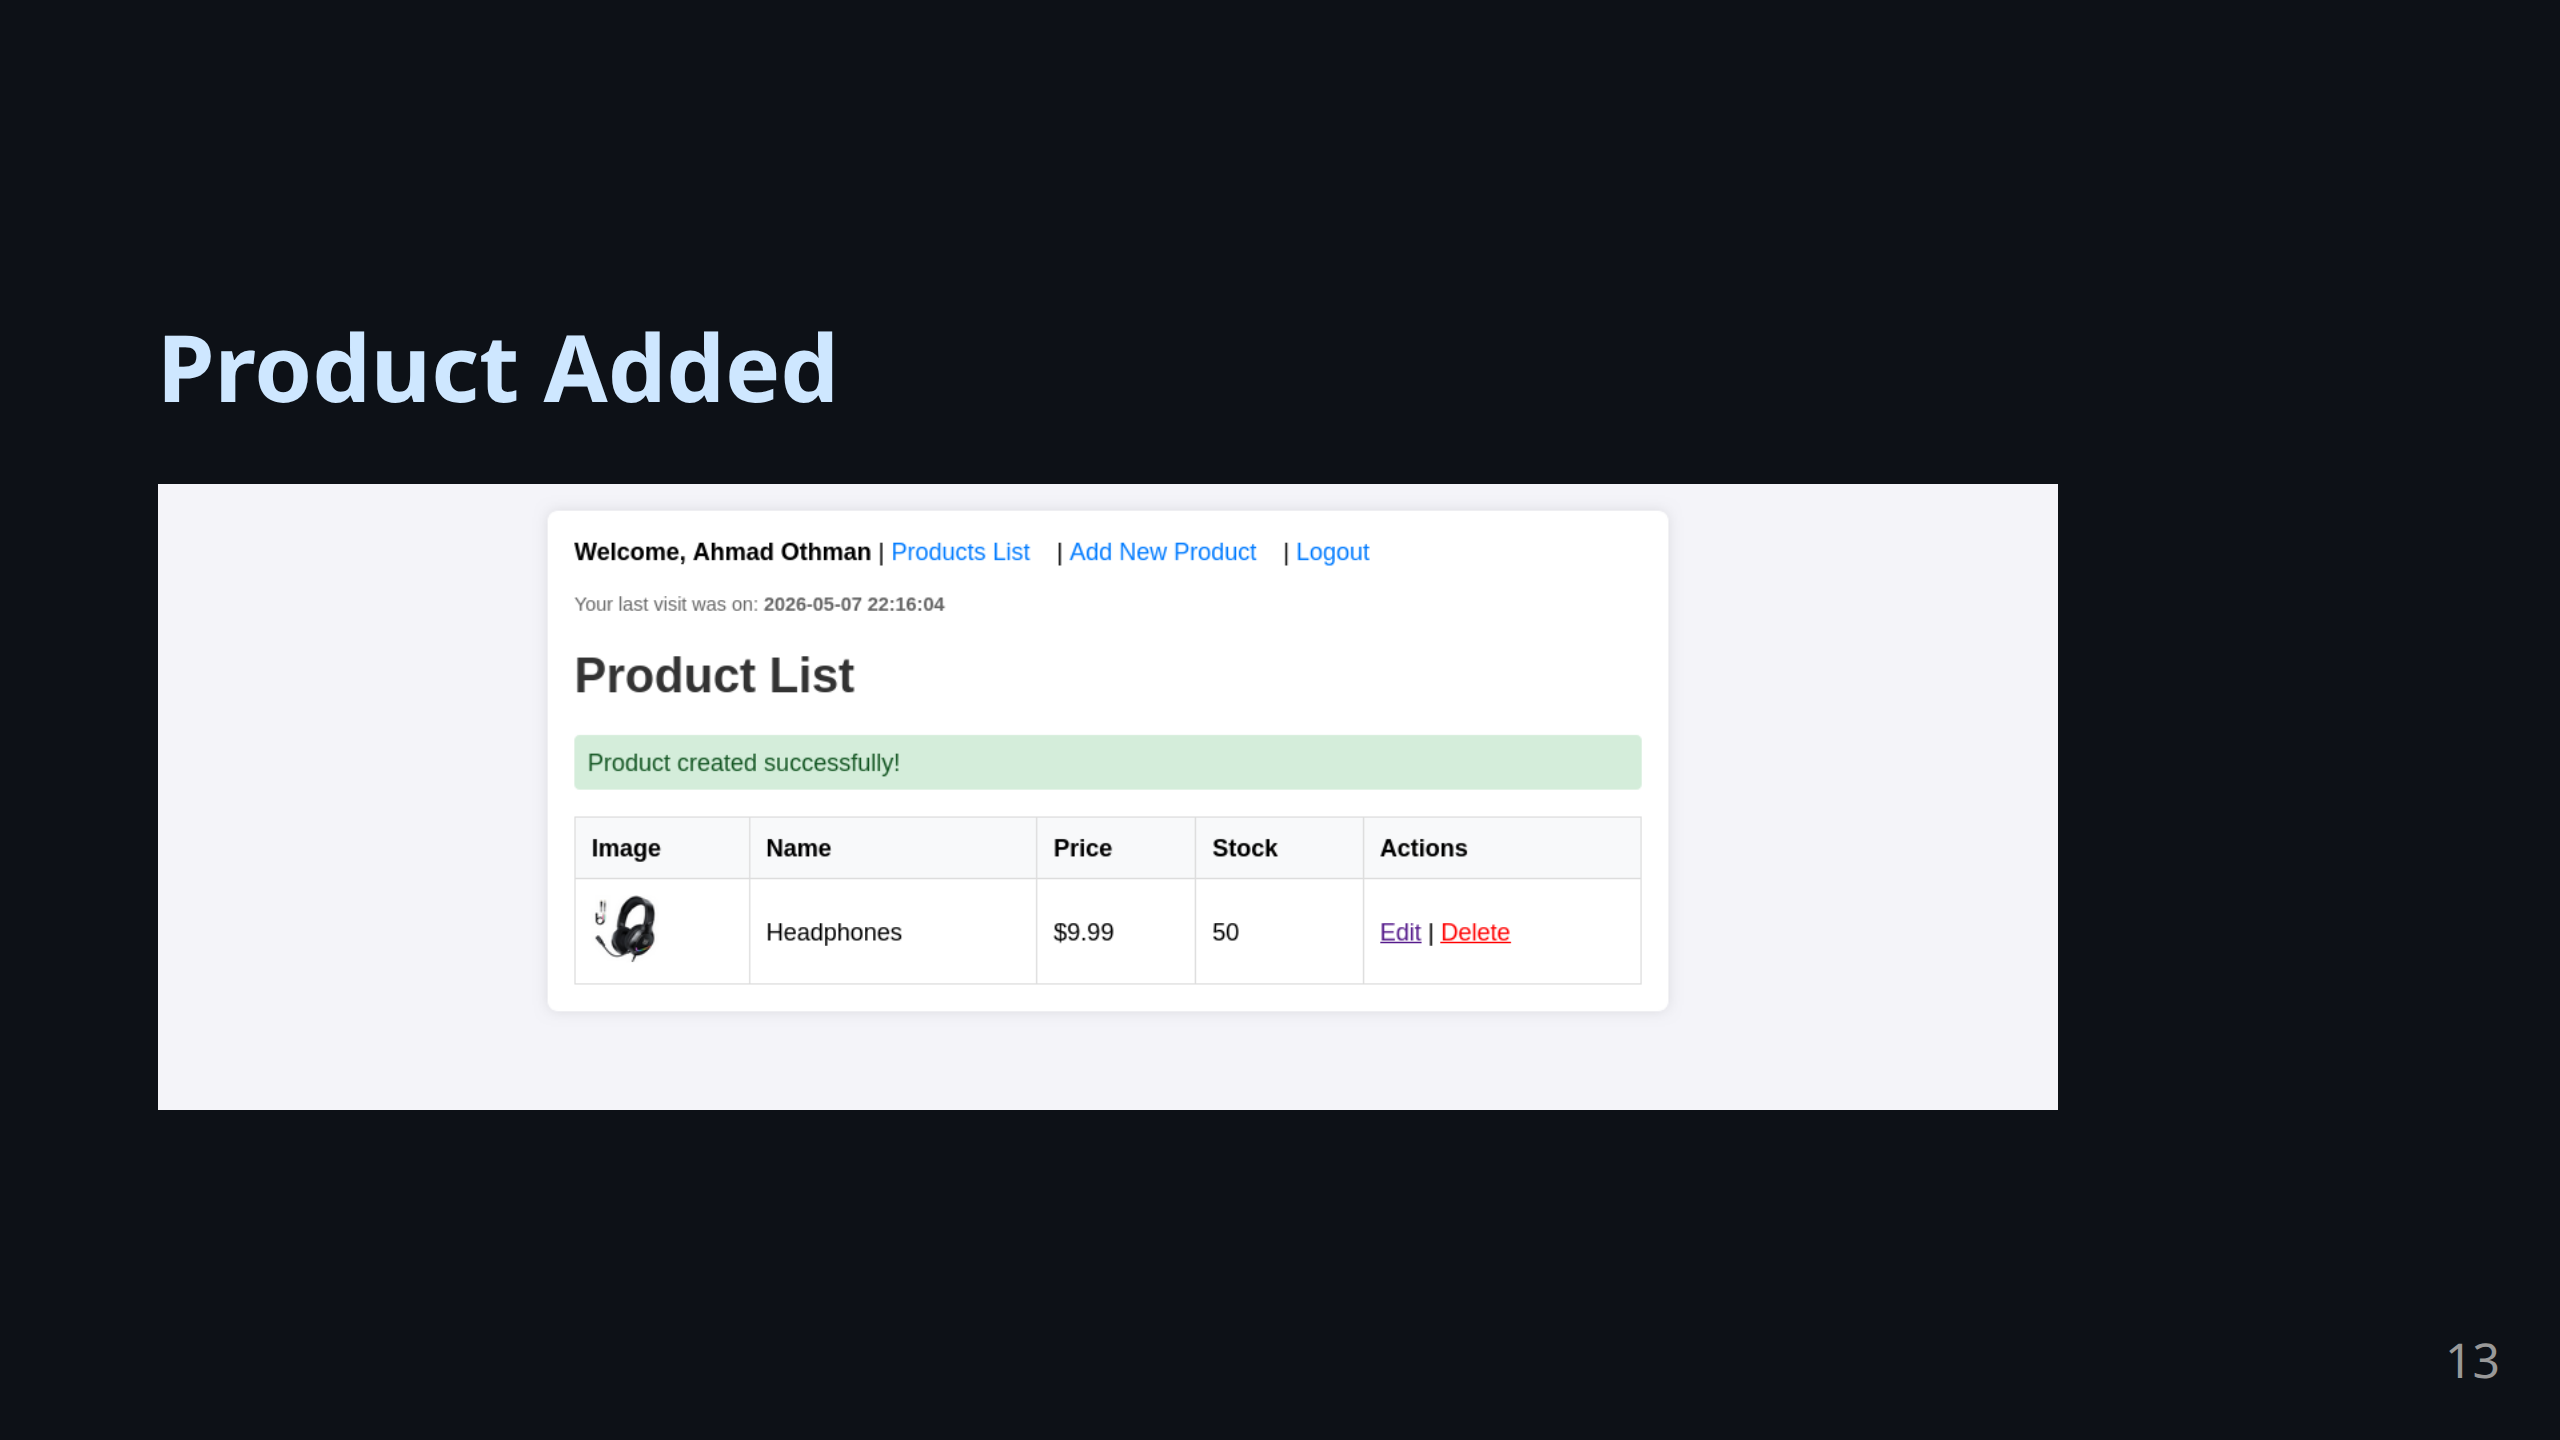 Product Added
Welcome, Ahmad Othman | Products List | Add New Product | Logout
Your last visit was on: 2026-05-07 22:16:04
Product List
Product created successfully!
Image Name Price Stock Actions
Headphones $9.99 50 Edit | Delete
13